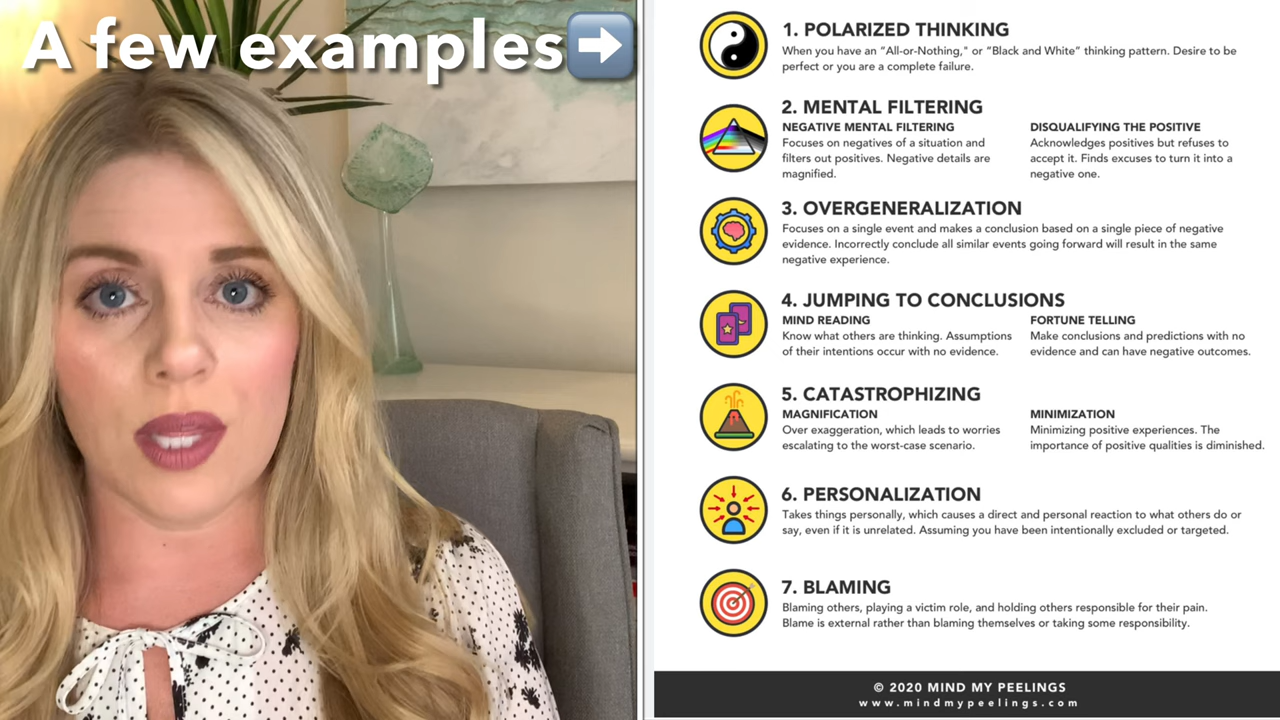 A few examples➡️
1. POLARIZED THINKING
When you have an “All-or-Nothing," or “Black and White” thinking pattern. Desire to be
perfect or you are a complete failure.
2. MENTAL FILTERING
NEGATIVE MENTAL FILTERING
Focuses on negatives of a situation and
filters out positives. Negative details are
magnified.
DISQUALIFYING THE POSITIVE
Acknowledges positives but refuses to
accept it. Finds excuses to turn it into a
negative one.
3. OVERGENERALIZATION
Focuses on a single event and makes a conclusion based on a single piece of negative
evidence. Incorrectly conclude all similar events going forward will result in the same
negative experience.
4. JUMPING TO CONCLUSIONS
MIND READING
Know what others are thinking. Assumptions
of their intentions occur with no evidence.
FORTUNE TELLING
Make conclusions and predictions with no
evidence and can have negative outcomes.
5. CATASTROPHIZING
MAGNIFICATION
Over exaggeration, which leads to worries
escalating to the worst-case scenario.
MINIMIZATION
Minimizing positive experiences. The
importance of positive qualities is diminished.
6. PERSONALIZATION
Takes things personally, which causes a direct and personal reaction to what others do or
say, even if it is unrelated. Assuming you have been intentionally excluded or targeted.
7. BLAMING
Blaming others, playing a victim role, and holding others responsible for their pain.
Blame is external rather than blaming themselves or taking some responsibility.
© 2020 MIND MY PEELINGS
www.mindmypeelings.com